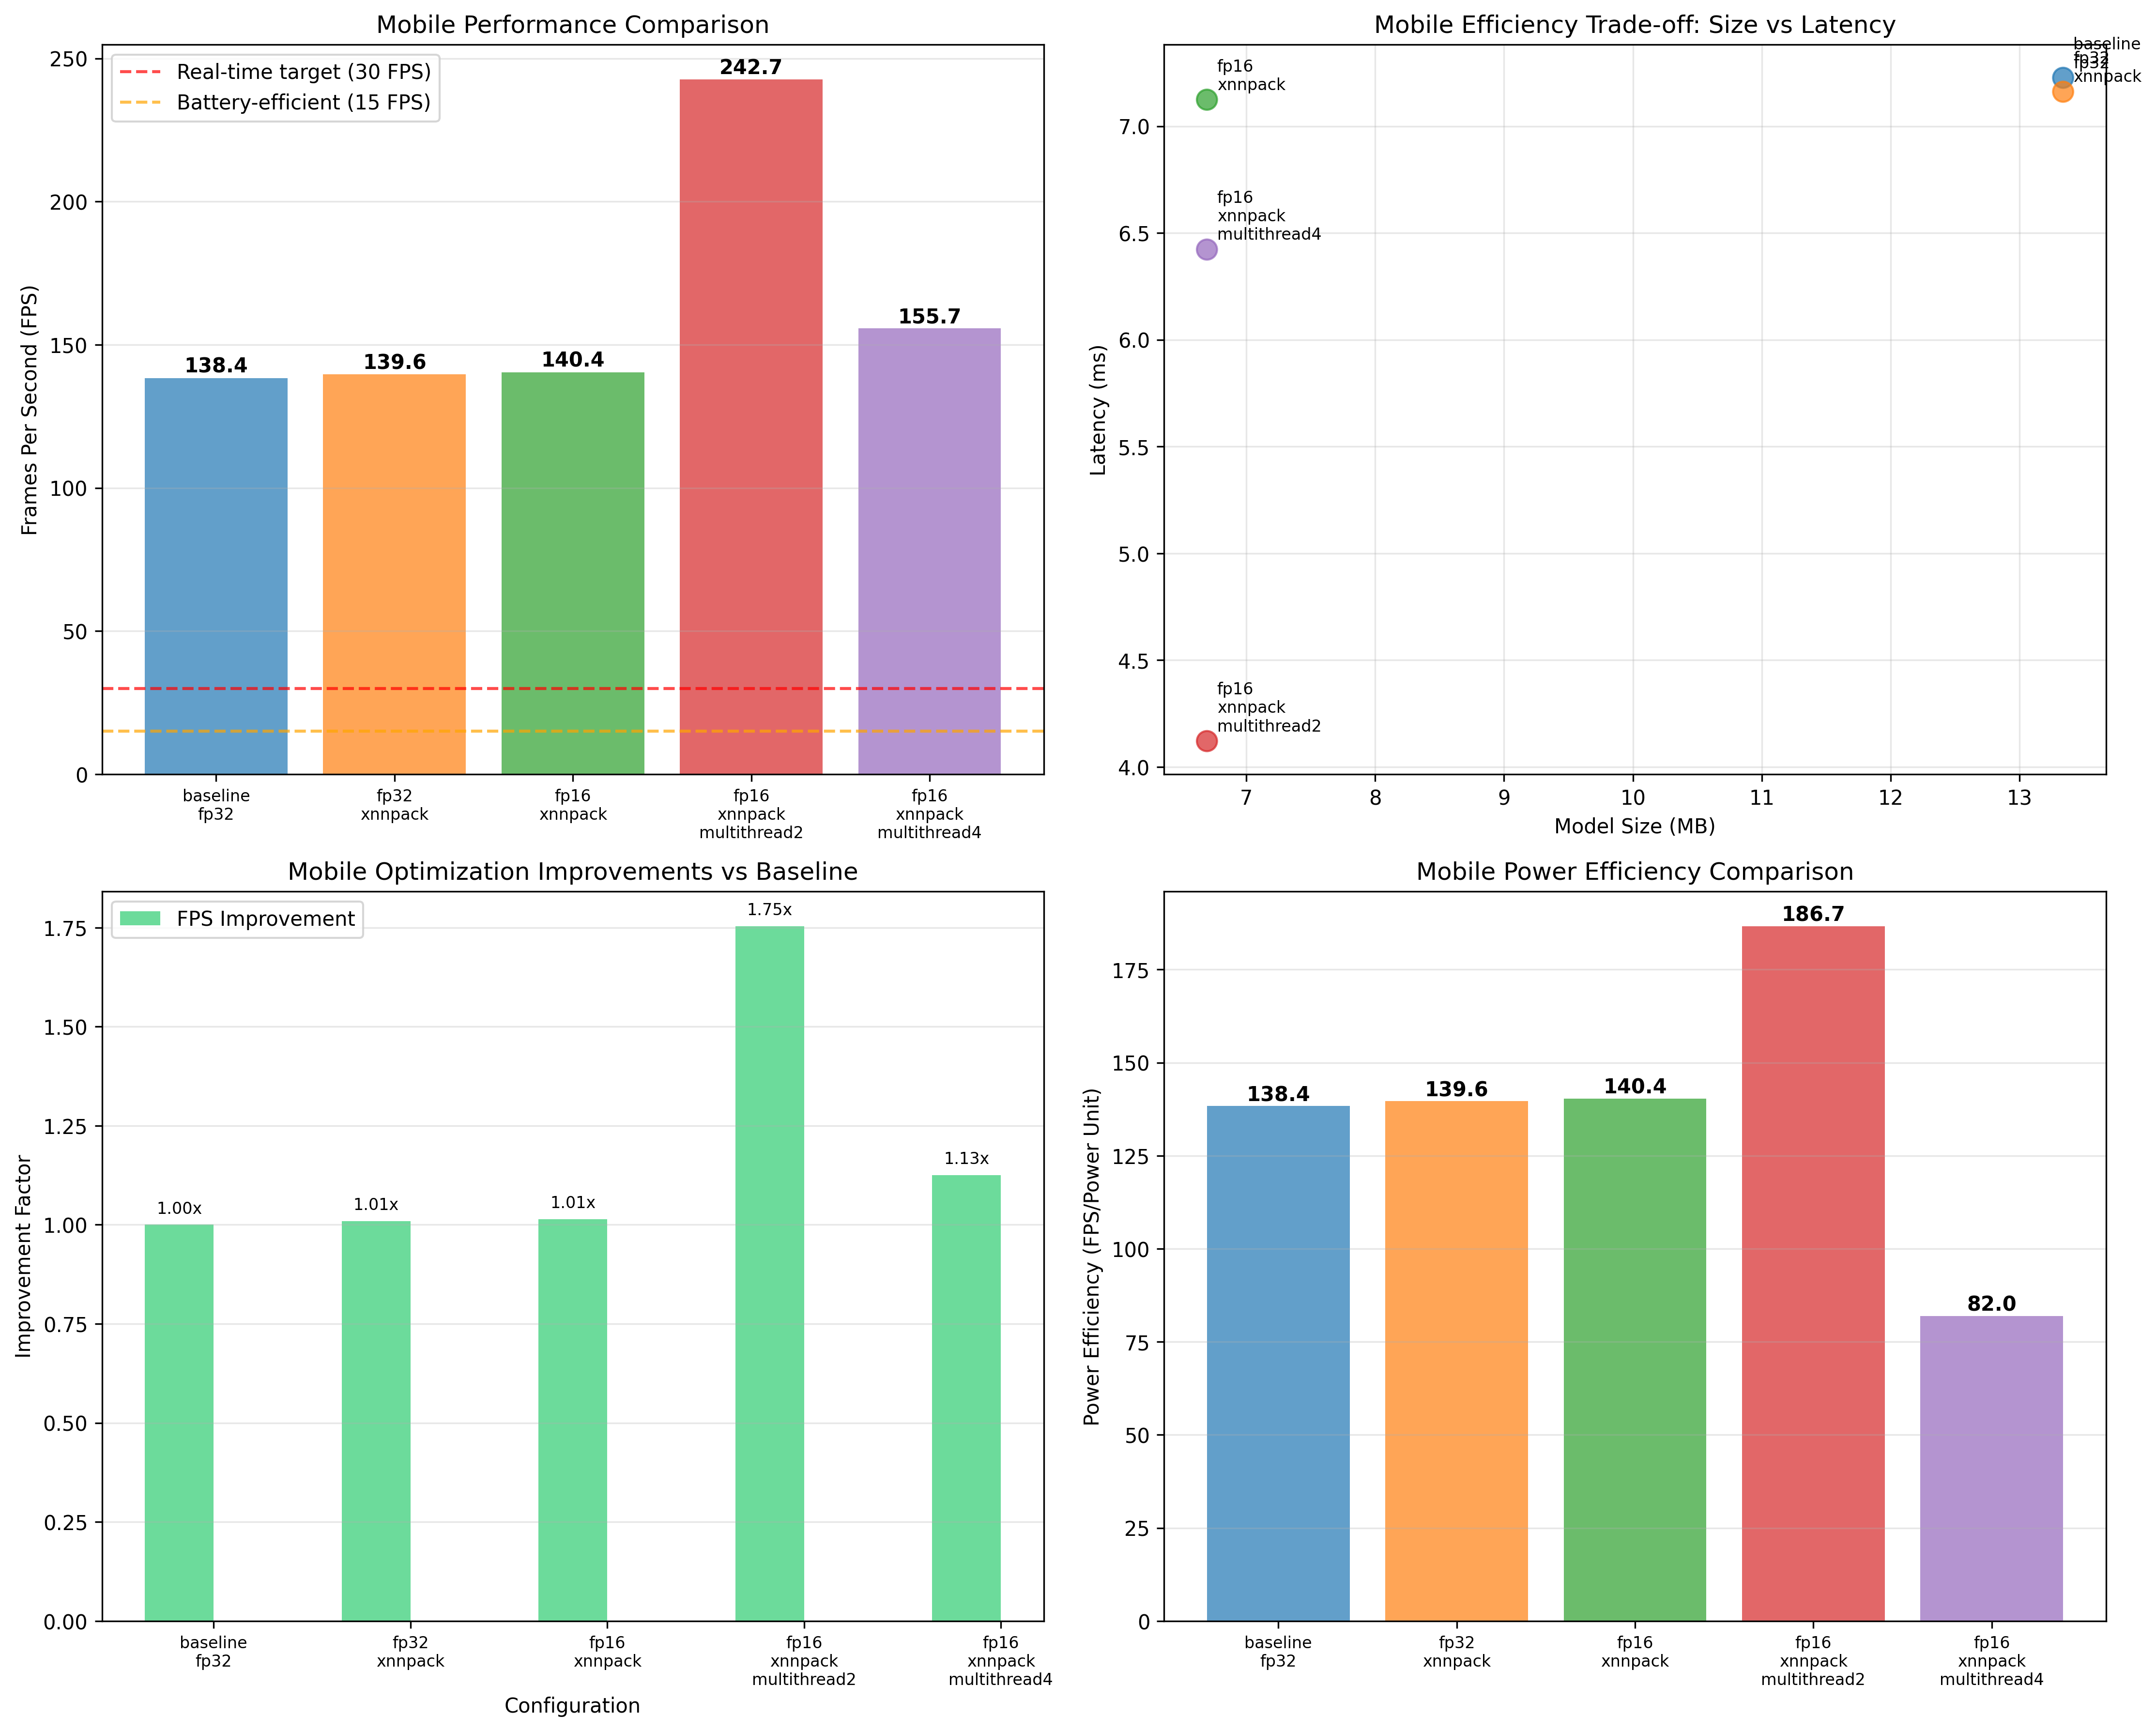 Mobile Performance Comparison
Frames Per Second (FPS)
250
200
150
100
50
0
Real-time target (30 FPS)
Battery-efficient (15 FPS)
138.4
139.6
140.4
242.7
155.7
baseline
fp32
fp32
xnnpack
fp16
xnnpack
fp16
xnnpack
multithread2
fp16
xnnpack
multithread4
Mobile Efficiency Trade-off: Size vs Latency
Latency (ms)
7.0
6.5
6.0
5.5
5.0
4.5
4.0
fp16
xnnpack
baseline
fp32
fp32
xnnpack
fp16
xnnpack
multithread4
fp16
xnnpack
multithread2
7
8
9
10
11
12
13
Model Size (MB)
Mobile Optimization Improvements vs Baseline
Improvement Factor
1.75
1.50
1.25
1.00
0.75
0.50
0.25
0.00
FPS Improvement
1.00x
1.01x
1.01x
1.75x
1.13x
baseline
fp32
fp32
xnnpack
fp16
xnnpack
fp16
xnnpack
multithread2
fp16
xnnpack
multithread4
Configuration
Mobile Power Efficiency Comparison
Power Efficiency (FPS/Power Unit)
175
150
125
100
75
50
25
0
138.4
139.6
140.4
186.7
82.0
baseline
fp32
fp32
xnnpack
fp16
xnnpack
fp16
xnnpack
multithread2
fp16
xnnpack
multithread4